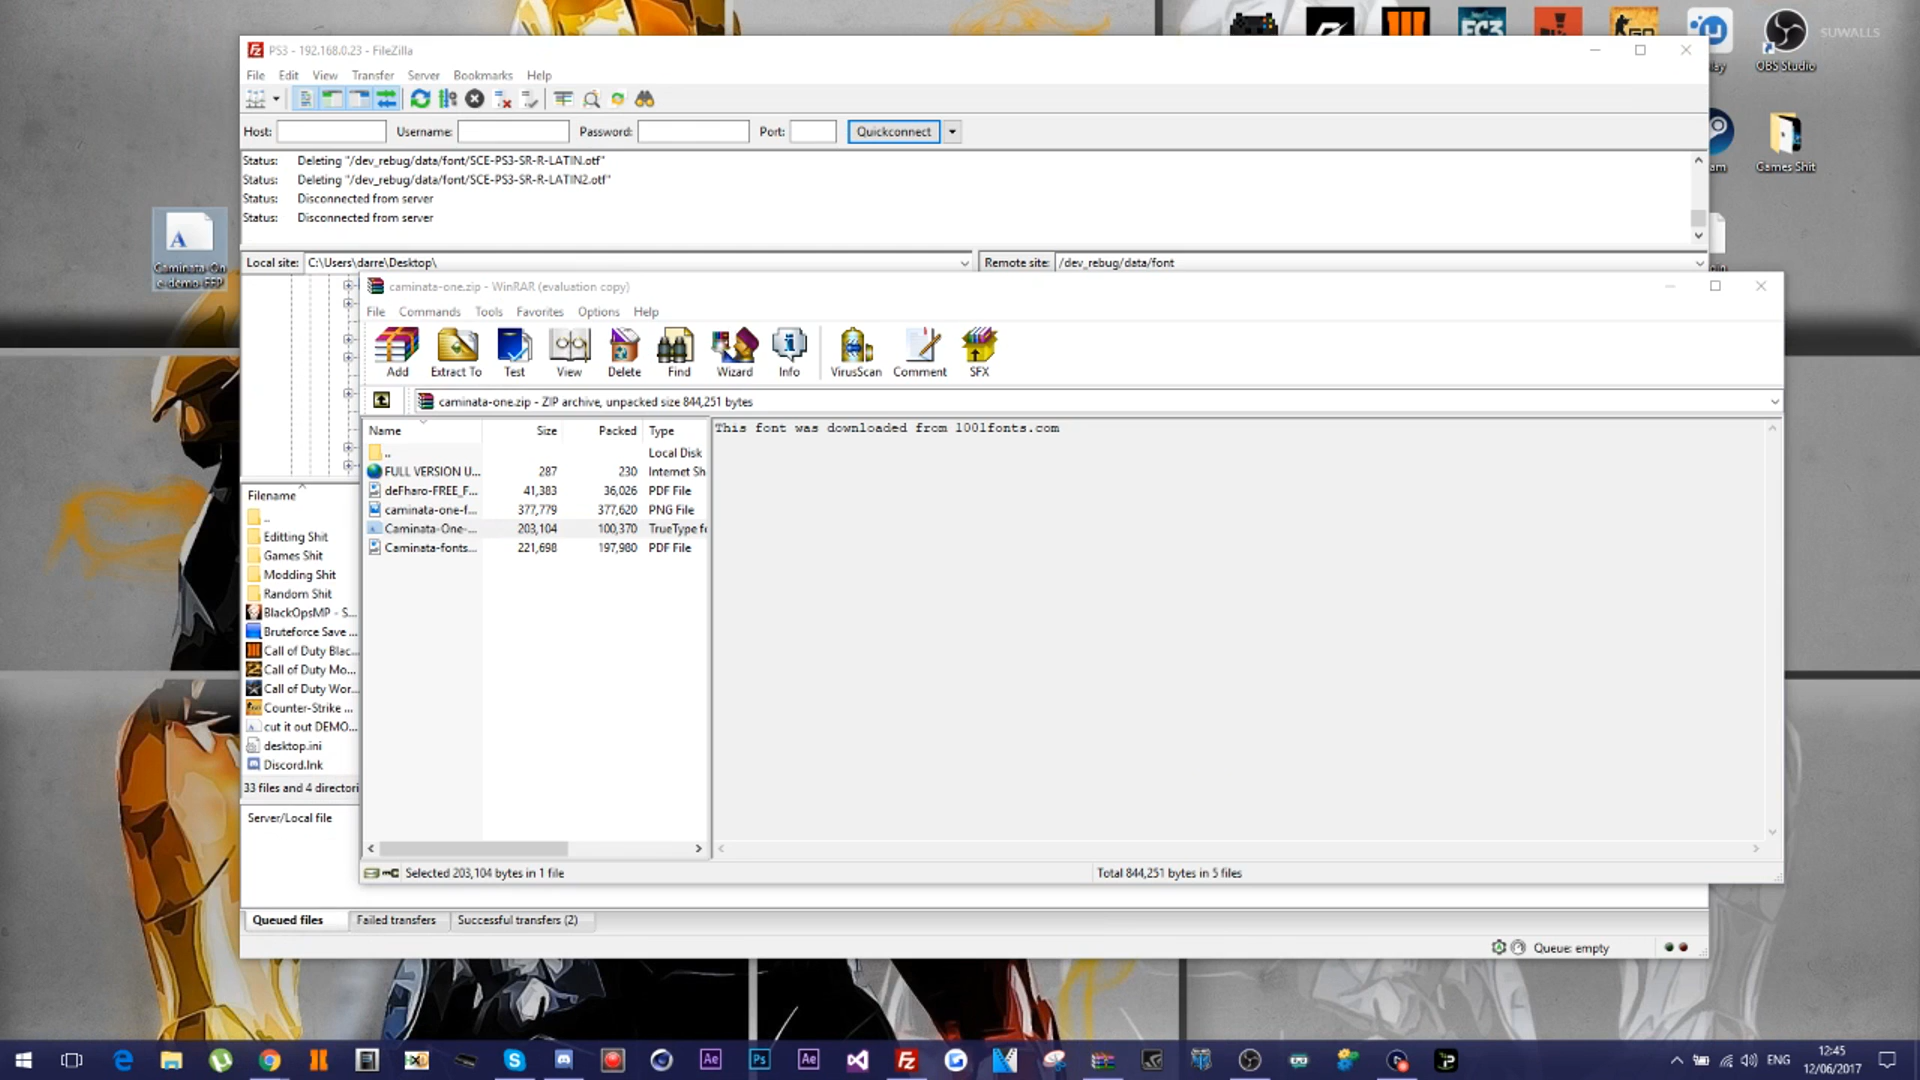 PS3 - 192.168.0.23 - FileZilla
File Edit View Transfer Server Bookmarks Help
Host: Username: Password: Port: Quickconnect
Status: Deleting "/dev_rebug/data/font/SCE-PS3-SR-R-LATIN.otf"
Status: Deleting "/dev_rebug/data/font/SCE-PS3-SR-R-LATIN2.otf"
Status: Disconnected from server
Status: Disconnected from server
Local site: C:\Users\darre\Desktop\
Remote site: /dev_rebug/data/font
caminata-one.zip - WinRAR (evaluation copy)
File Commands Tools Favorites Options Help
Add Extract To Test View Delete Find Wizard Info VirusScan Comment SFX
caminata-one.zip - ZIP archive, unpacked size 844,251 bytes
Name Size Packed Type
.. Local Disk
FULL VERSION U... 287 230 Internet Sh
deFharo-FREE_F... 41,383 36,026 PDF File
caminata-one-f... 377,779 377,620 PNG File
Caminata-One-... 203,104 100,370 TrueType f
Caminata-fonts... 221,698 197,980 PDF File
This font was downloaded from 1001fonts.com
Selected 203,104 bytes in 1 file
Total 844,251 bytes in 5 files
Filename
..
Editing Shit
Games Shit
Modding Shit
Random Shit
BlackOpsMP - S...
Bruteforce Save ...
Call of Duty Blac...
Call of Duty Mo...
Call of Duty Wor...
Counter-Strike ...
cut it out DEMO...
desktop.ini
Discord.lnk
33 files and 4 directori
Server/Local file
Queued files Failed transfers Successful transfers (2)
Queue: empty
Caminata-On
e-demo-FFP
OBS Studio
Games Shit
SUWALLS
FC3
GO
Ae Ps Ae
ENG
12:45
12/06/2017